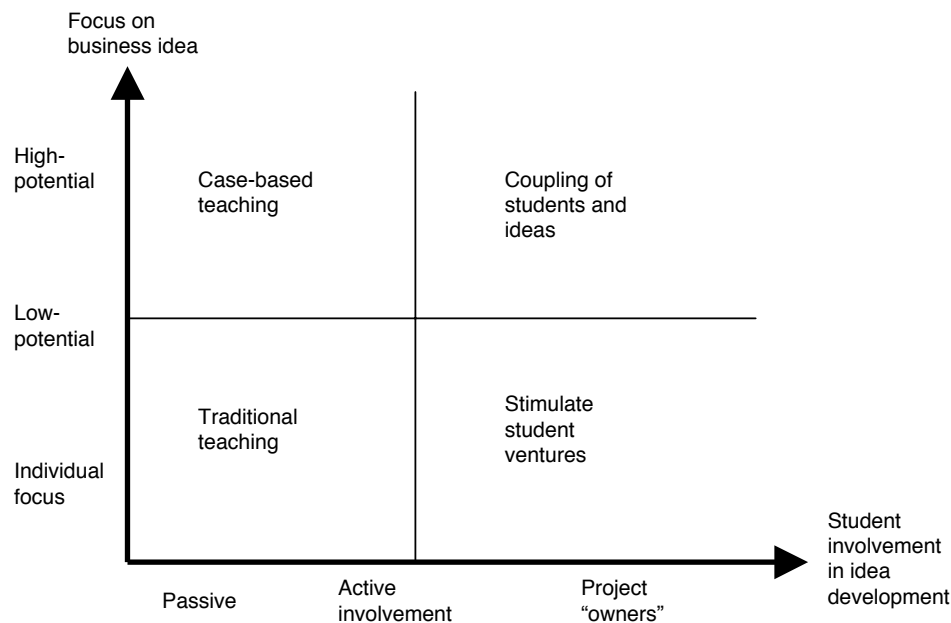 Focus on
business idea
High-
potential
Case-based
teaching
Coupling of
students and
ideas
Low-
potential
Traditional
teaching
Stimulate
student
ventures
Individual
focus
Student
involvement
in idea
development
Passive
Active
involvement
Project
“owners”